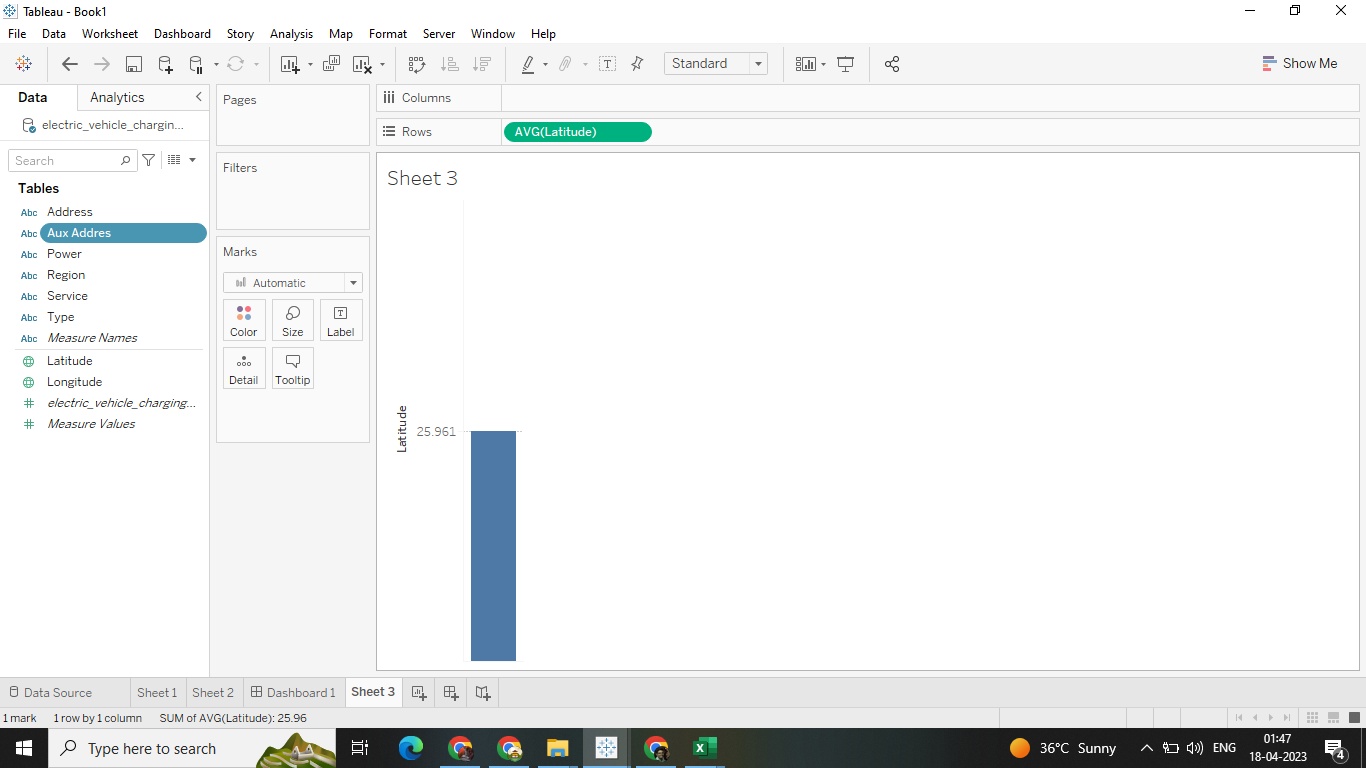 Tableau - Book1
File Data Worksheet Dashboard Story Analysis Map Format Server Window Help
Standard
Show Me
Data
Analytics
electric_vehicle_chargin...
Search
Tables
Abc Address
Abc Aux Addres
Abc Power
Abc Region
Abc Service
Abc Type
Abc Measure Names
Latitude
Longitude
# electric_vehicle_charging...
# Measure Values
Pages
Filters
Marks
Automatic
Color Size Label
Detail Tooltip
Columns
Rows AVG(Latitude)
Sheet 3
Latitude
25.961
Data Source Sheet 1 Sheet 2 Dashboard 1 Sheet 3
1 mark 1 row by 1 column SUM of AVG(Latitude): 25.96
Type here to search
36°C Sunny
ENG
01:47
18-04-2023
4